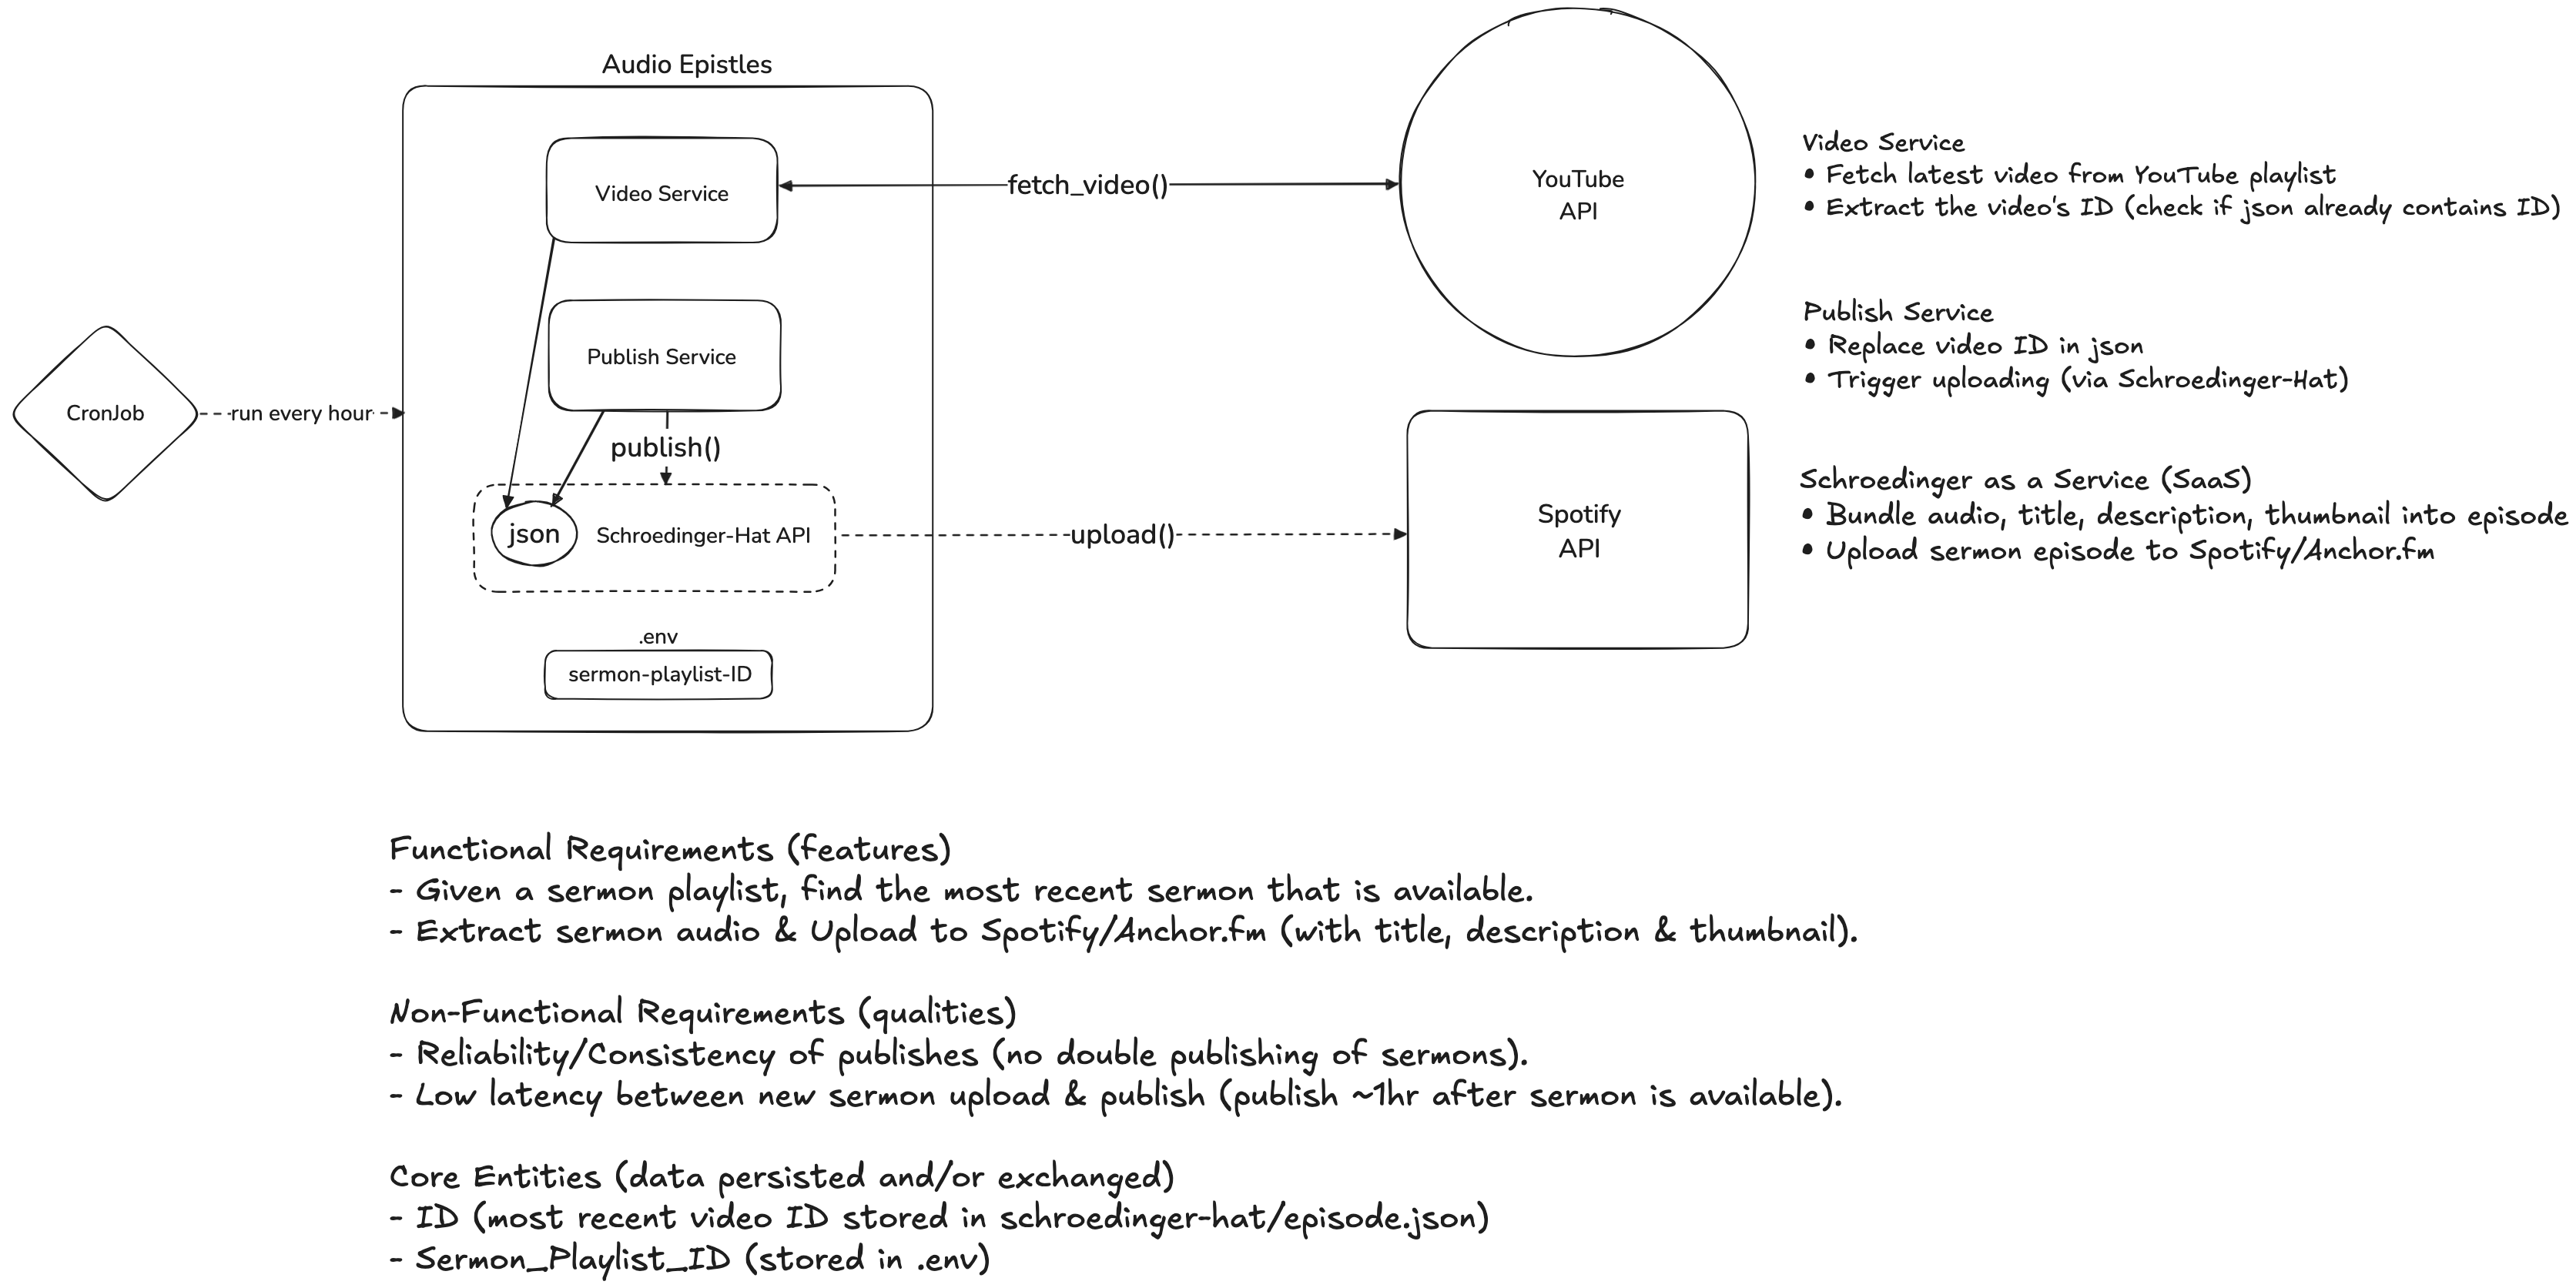 Audio Epistles
Video Service
fetch_video()
YouTube
API
Publish Service
CronJob
run every hour
publish()
json
Schroedinger-Hat API
upload()
Spotify
API
.env
sermon-playlist-ID
Video Service
• Fetch latest video from YouTube playlist
• Extract the video's ID (check if json already contains ID)
Publish Service
• Replace video ID in json
• Trigger uploading (via Schroedinger-Hat)
Schroedinger as a Service (SaaS)
• Bundle audio, title, description, thumbnail into episode
• Upload sermon episode to Spotify/Anchor.fm
Functional Requirements (features)
- Given a sermon playlist, find the most recent sermon that is available.
- Extract sermon audio & Upload to Spotify/Anchor.fm (with title, description & thumbnail).
Non-Functional Requirements (qualities)
- Reliability/Consistency of publishes (no double publishing of sermons).
- Low latency between new sermon upload & publish (publish ~1hr after sermon is available).
Core Entities (data persisted and/or exchanged)
- ID (most recent video ID stored in schroedinger-hat/episode.json)
- Sermon_Playlist_ID (stored in .env)